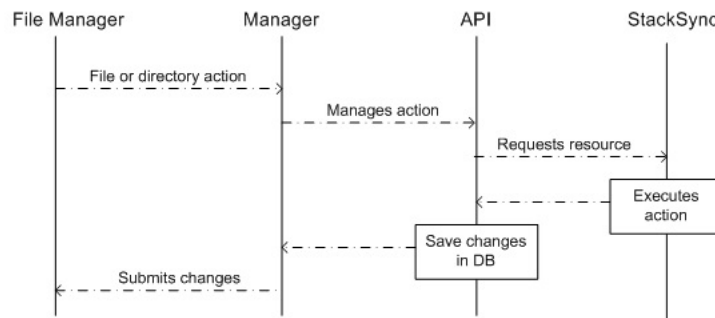 File Manager
Manager
API
StackSync
File or directory action
Manages action
Requests resource
Executes
action
Save changes
in DB
Submits changes